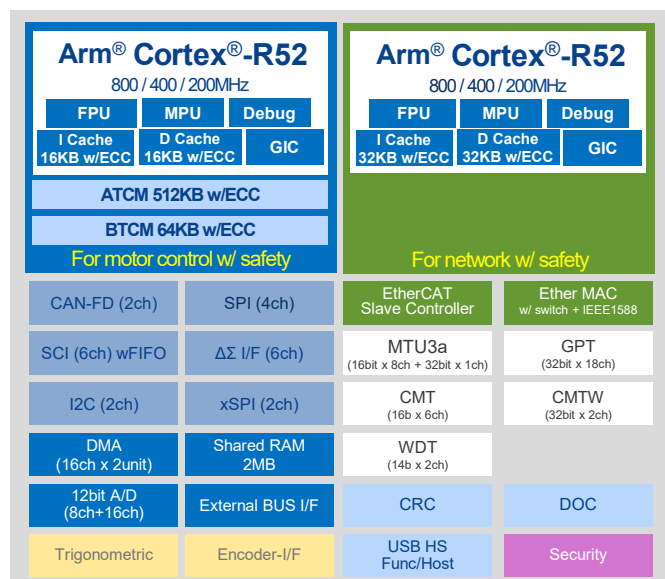 Arm® Cortex®-R52
800 / 400 / 200MHz
FPU
MPU
Debug
I Cache
16KB w/ECC
D Cache
16KB w/ECC
GIC
ATCM 512KB w/ECC
BTCM 64KB w/ECC
For motor control w/ safety
Arm® Cortex®-R52
800 / 400 / 200MHz
FPU
MPU
Debug
I Cache
32KB w/ECC
D Cache
32KB w/ECC
GIC
For network w/ safety
CAN-FD (2ch)
SPI (4ch)
EtherCAT
Slave Controller
Ether MAC
w/ switch + IEEE1588
SCI (6ch) wFIFO
ΔΣ I/F (6ch)
MTU3a
(16bit x 8ch + 32bit x 1ch)
GPT
(32bit x 18ch)
I2C (2ch)
xSPI (2ch)
CMT
(16b x 6ch)
CMTW
(32bit x 2ch)
DMA
(16ch x 2unit)
Shared RAM
2MB
WDT
(14b x 2ch)
12bit A/D
(8ch+16ch)
External BUS I/F
CRC
DOC
Trigonometric
Encoder-I/F
USB HS
Func/Host
Security